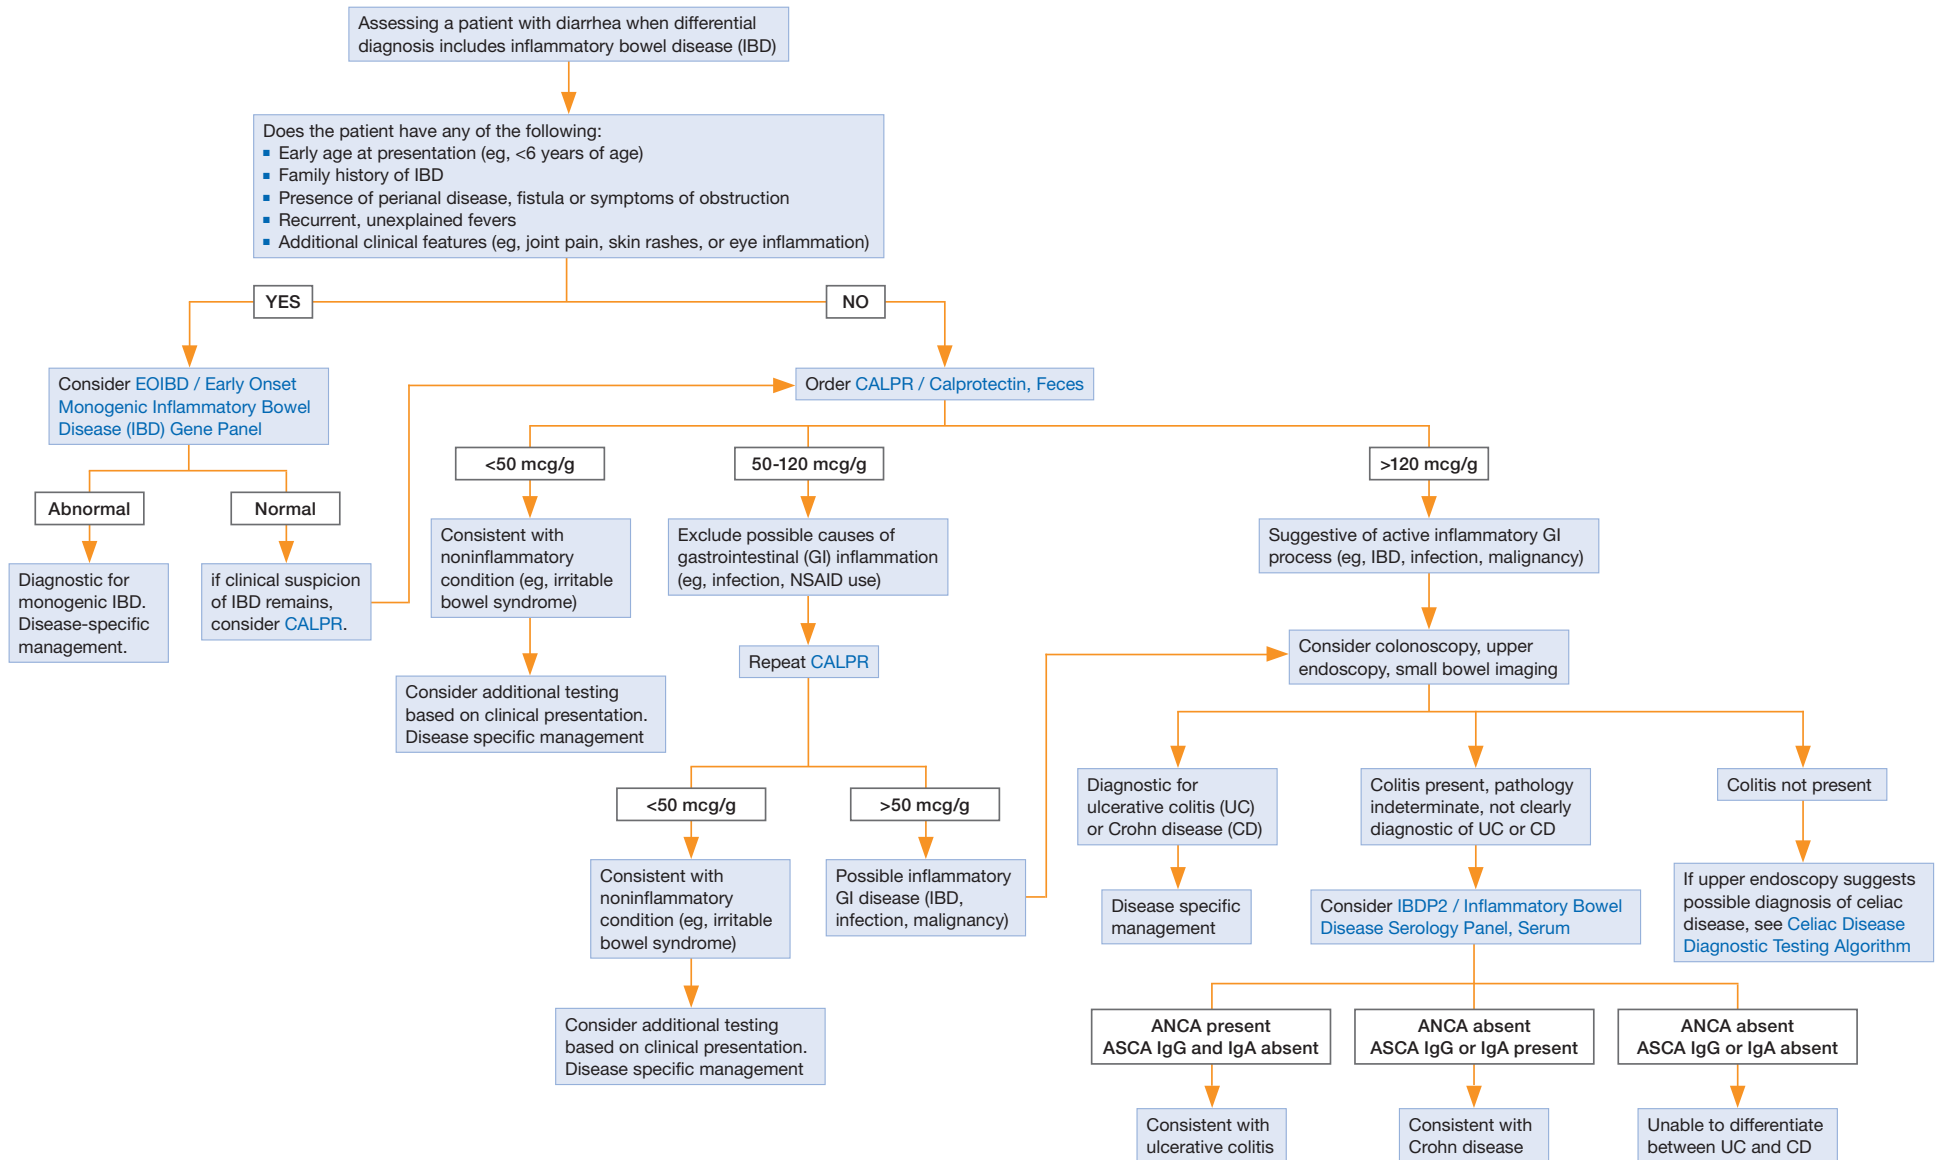 Assessing a patient with diarrhea when differential
diagnosis includes inflammatory bowel disease (IBD)
Does the patient have any of the following:
▪ Early age at presentation (eg, <6 years of age)
▪ Family history of IBD
▪ Presence of perianal disease, fistula or symptoms of obstruction
▪ Recurrent, unexplained fevers
▪ Additional clinical features (eg, joint pain, skin rashes, or eye inflammation)
YES
NO
Consider EOIBD / Early Onset
Monogenic Inflammatory Bowel
Disease (IBD) Gene Panel
Order CALPR / Calprotectin, Feces
Abnormal
Normal
Diagnostic for
monogenic IBD.
Disease-specific
management.
if clinical suspicion
of IBD remains,
consider CALPR.
<50 mcg/g
50-120 mcg/g
>120 mcg/g
Consistent with
noninflammatory
condition (eg, irritable
bowel syndrome)
Consider additional testing
based on clinical presentation.
Disease specific management
Exclude possible causes of
gastrointestinal (GI) inflammation
(eg, infection, NSAID use)
Repeat CALPR
<50 mcg/g
>50 mcg/g
Consistent with
noninflammatory
condition (eg, irritable
bowel syndrome)
Consider additional testing
based on clinical presentation.
Disease specific management
Possible inflammatory
GI disease (IBD,
infection, malignancy)
Suggestive of active inflammatory GI
process (eg, IBD, infection, malignancy)
Consider colonoscopy, upper
endoscopy, small bowel imaging
Diagnostic for
ulcerative colitis (UC)
or Crohn disease (CD)
Disease specific
management
Colitis present, pathology
indeterminate, not clearly
diagnostic of UC or CD
Consider IBDP2 / Inflammatory Bowel
Disease Serology Panel, Serum
Colitis not present
If upper endoscopy suggests
possible diagnosis of celiac
disease, see Celiac Disease
Diagnostic Testing Algorithm
ANCA present
ASCA IgG and IgA absent
ANCA absent
ASCA IgG or IgA present
ANCA absent
ASCA IgG or IgA absent
Consistent with
ulcerative colitis
Consistent with
Crohn disease
Unable to differentiate
between UC and CD